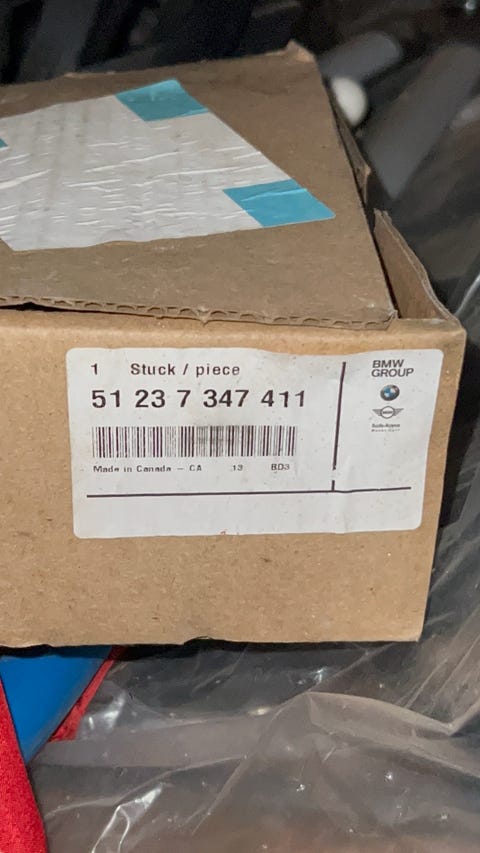 1 Stuck / piece
51 23 7 347 411
Made in Canada - CA 13 BD3
BMW
GROUP